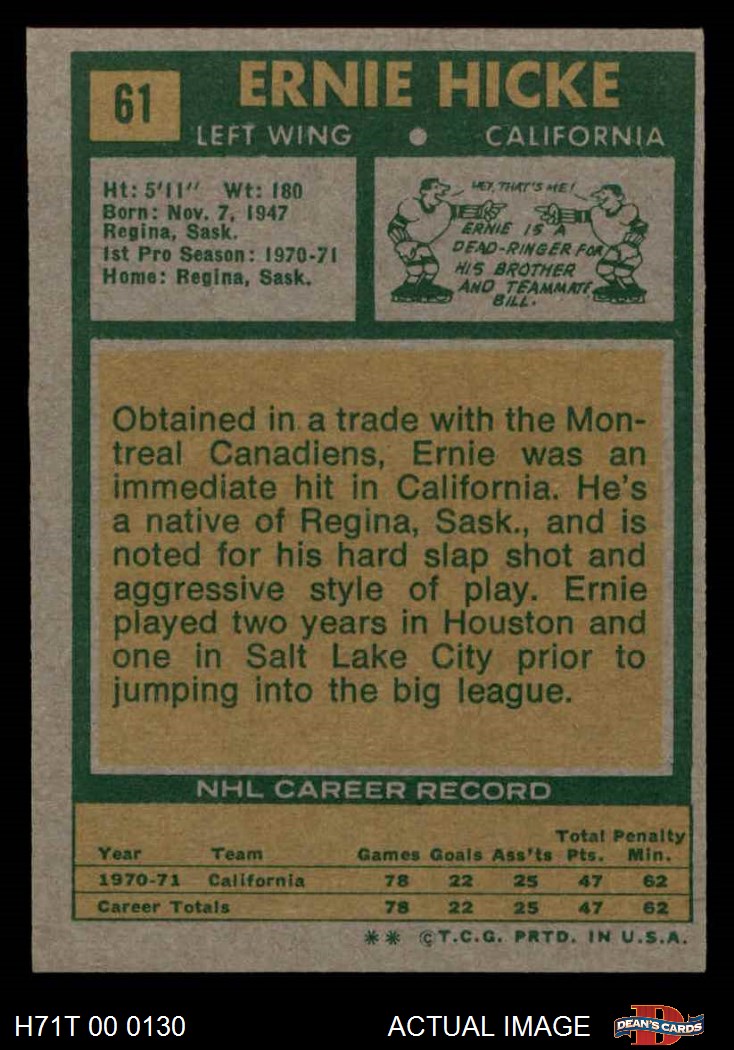 61
ERNIE HICKE
LEFT WING • CALIFORNIA
Ht: 5'11" Wt: 180
Born: Nov. 7, 1947
Regina, Sask.
1st Pro Season: 1970-71
Home: Regina, Sask.
HEY, THAT'S ME!
ERNIE IS A
DEAD-RINGER FOR
HIS BROTHER
AND TEAMMATE,
BILL.
Obtained in a trade with the Mon-
treal Canadiens, Ernie was an
immediate hit in California. He's
a native of Regina, Sask., and is
noted for his hard slap shot and
aggressive style of play. Ernie
played two years in Houston and
one in Salt Lake City prior to
jumping into the big league.
NHL CAREER RECORD
Total Penalty
Year Team Games Goals Ass'ts Pts. Min.
1970-71 California 78 22 25 47 62
Career Totals 78 22 25 47 62
** ©T.C.G. PRTD. IN U.S.A.
H71T 00 0130 ACTUAL IMAGE DEAN'S CARDS